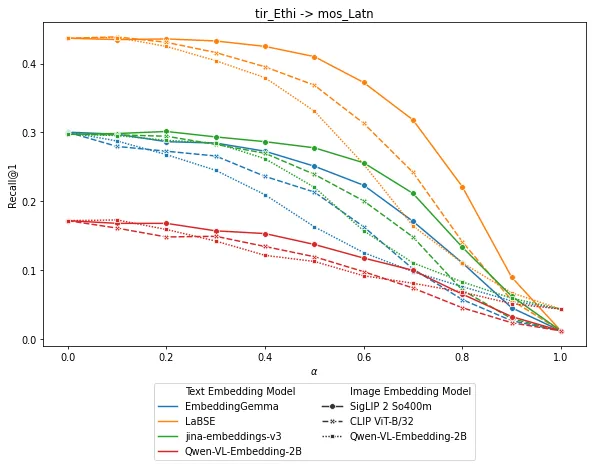 tir_Ethi -> mos_Latn
Recall@1
0.4
0.3
0.2
0.1
0.0
0.0 0.2 0.4 0.6 0.8 1.0
α
Text Embedding Model Image Embedding Model
EmbeddingGemma SigLIP 2 So400m
LaBSE CLIP ViT-B/32
jina-embeddings-v3 Qwen-VL-Embedding-2B
Qwen-VL-Embedding-2B